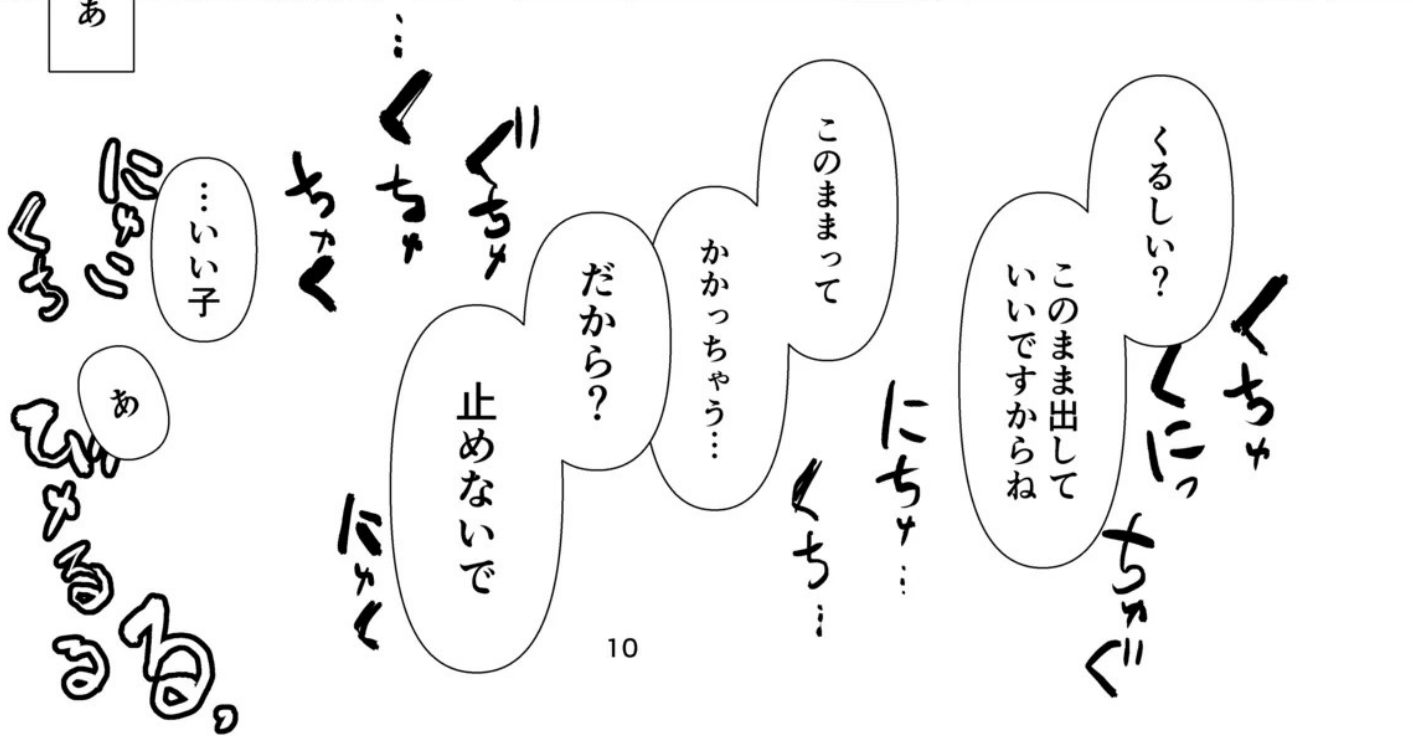 くるしい？
このまま出して
いいですからね
くちゅ
くにっ
ちゅぐ
このままって
かかっちゃう…
だから？
止めないで
にちゅ…
くち…
ぐちゅ
…くちゅ
ちゃく
にゅく
…いい子
あ
にゅこ
くち
あ
びゅるるる。
10